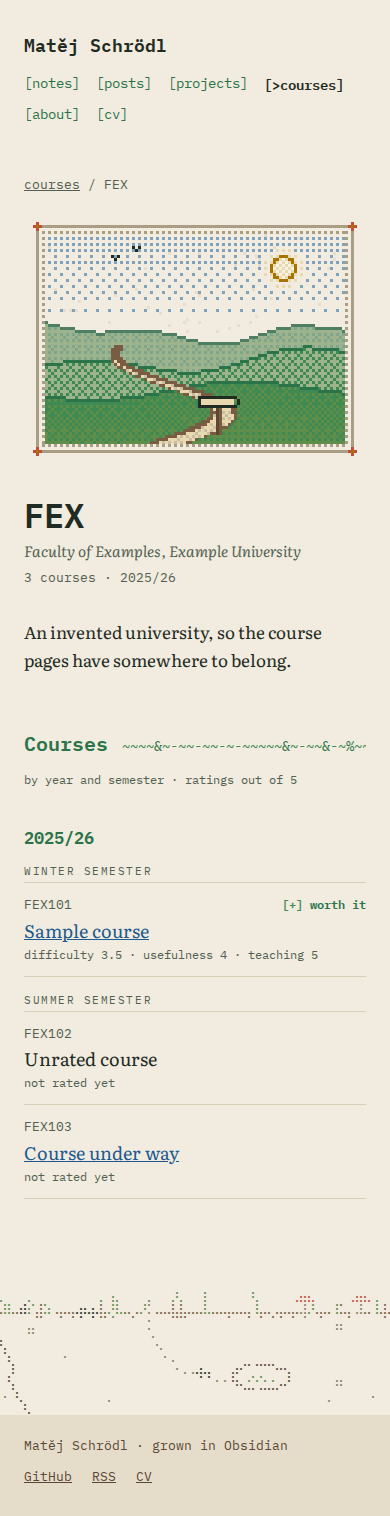 Matěj Schrödl
[notes] [posts] [projects] [>courses]
[about] [cv]
courses / FEX
FEX
Faculty of Examples, Example University
3 courses · 2025/26
An invented university, so the course
pages have somewhere to belong.
Courses ~~~~&~-~~-~~-~-~~~~~&~-~~&-~%~-
by year and semester · ratings out of 5
2025/26
WINTER SEMESTER
FEX101 [+] worth it
Sample course
difficulty 3.5 · usefulness 4 · teaching 5
SUMMER SEMESTER
FEX102
Unrated course
not rated yet
FEX103
Course under way
not rated yet
Matěj Schrödl · grown in Obsidian
GitHub RSS CV